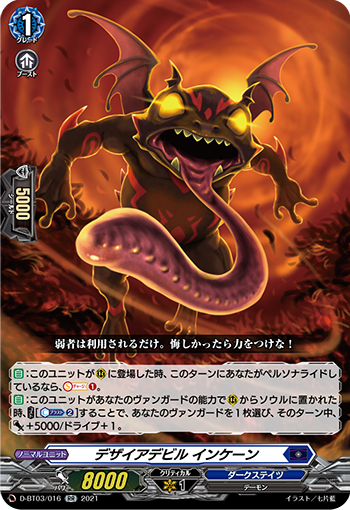 1
グレード
ブースト
5000
シールド
弱者は利用されるだけ。悔しかったら力をつけな！
自：このユニットがRに登場した時、このターンにあなたがペルソナライド
しているなら、チャージ1。
自：このユニットがあなたのヴァンガードの能力でRからソウルに置かれた
時、ブラスト2することで、あなたのヴァンガードを1枚選び、そのターン中、
+5000/ドライブ+1。
ノーマルユニット
デザイアデビル インケーン
パワー
8000
クリティカル
1
ダークステイツ
デーモン
D-BT03/016 RR 2021
イラスト／七片藍